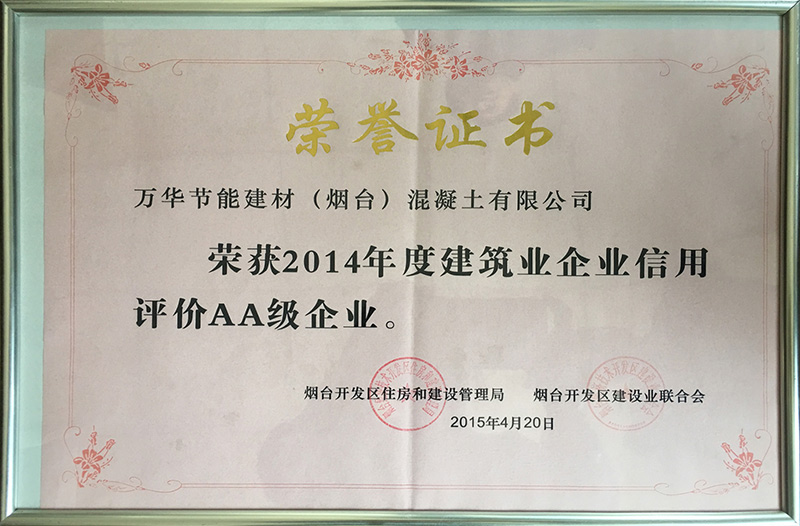 荣誉证书
万华节能建材（烟台）混凝土有限公司
荣获2014年度建筑业企业信用
评价AA级企业。
烟台开发区住房和建设管理局 烟台开发区建设业联合会
2015年4月20日